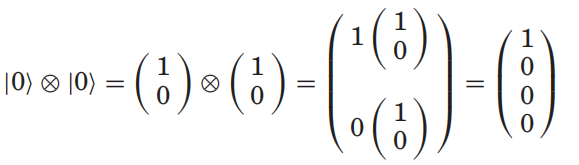 |0⟩ ⊗ |0⟩ = ( 1 0 ) ⊗ ( 1 0 ) = ( 1 ( 1 0 ) 0 ( 1 0 ) ) = ( 1 0 0 0 )